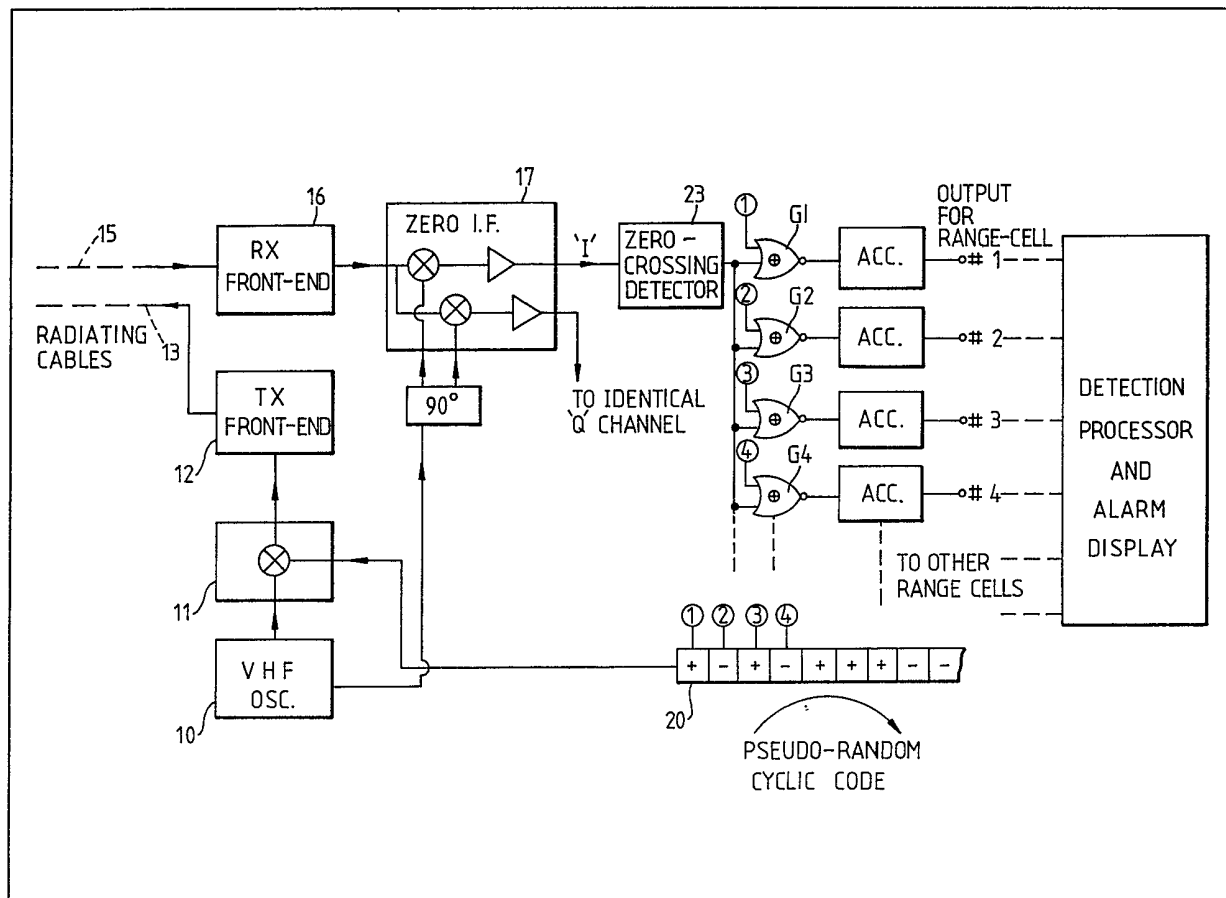 15
RADIATING
CABLES
13
16
RX
FRONT-END
17
ZERO I.F.
'I'
90°
TO IDENTICAL
'Q' CHANNEL
23
ZERO-
CROSSING
DETECTOR
1
G1
2
G2
3
G3
4
G4
ACC.
ACC.
ACC.
ACC.
OUTPUT
FOR
RANGE-CELL
# 1
# 2
# 3
# 4
TO OTHER
RANGE CELLS
DETECTION
PROCESSOR
AND
ALARM
DISPLAY
TX
FRONT-END
12
11
VHF
OSC.
10
1 2 3 4
+ - + - + + + - -
20
PSEUDO-RANDOM
CYCLIC CODE